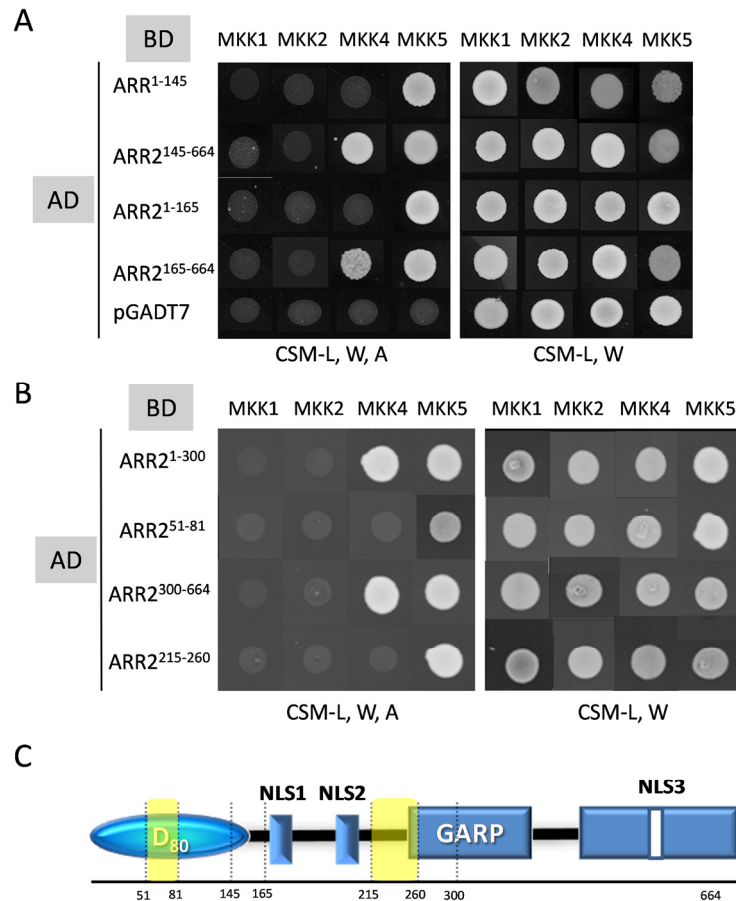 A
BD
MKK1 MKK2 MKK4 MKK5 MKK1 MKK2 MKK4 MKK5
AD
ARR1-145
ARR2145-664
ARR21-165
ARR2165-664
pGADT7
CSM-L, W, A CSM-L, W
B
BD
MKK1 MKK2 MKK4 MKK5 MKK1 MKK2 MKK4 MKK5
AD
ARR21-300
ARR251-81
ARR2300-664
ARR2215-260
CSM-L, W, A CSM-L, W
C
NLS1 NLS2 NLS3
D80 GARP
51 81 145 165 215 260 300 664